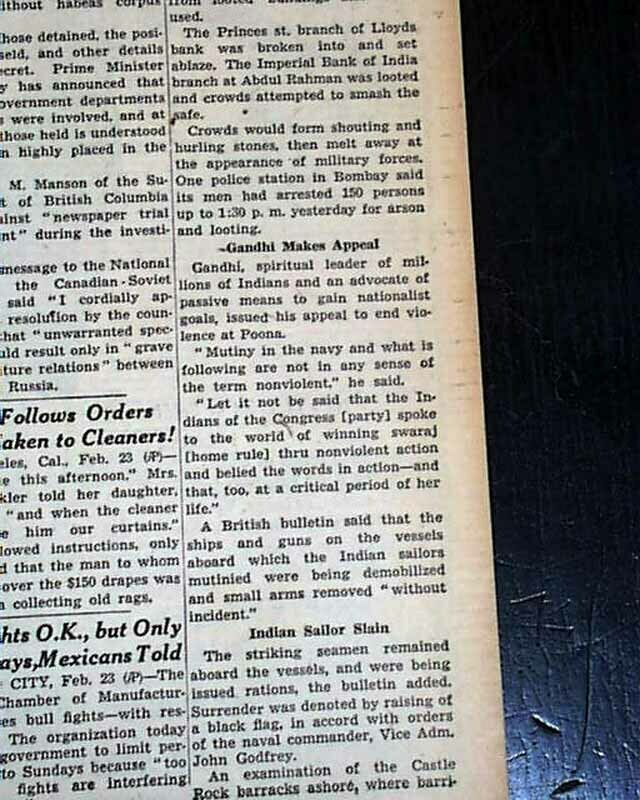 ithout habeas corpus
hose detained, the posi-
seld, and other details
ecret. Prime Minister
y has announced that
overnment departments
s were involved, and at
those held is understood
n highly placed in the
M. Manson of the Su-
t of British Columbia
ainst "newspaper trial
nt" during the investi-
message to the National
the Canadian-Soviet
said "I cordially ap-
resolution by the coun-
hat "unwarranted spec-
uld result only in "grave
ture relations" between
Russia.
Follows Orders
aken to Cleaners!
eles, Cal., Feb. 23 (AP)—
e this afternoon." Mrs.
kler told her daughter,
"and when the cleaner
e him our curtains."
lowed instructions, only
d that the man to whom
over the $150 drapes was
a collecting old rags.
hts O.K., but Only
ays, Mexicans Told
CITY, Feb. 23 (AP)—The
Chamber of Manufactur-
es bull fights—with res-
The organization today
government to limit per-
to Sundays because "too
fights are interfering
from looted buildings
used.
The Princes st. branch of Lloyds
bank was broken into and set
ablaze. The Imperial Bank of India
branch at Abdul Rahman was looted
and crowds attempted to smash the
safe.
Crowds would form shouting and
hurling stones, then melt away at
the appearance of military forces.
One police station in Bombay said
its men had arrested 150 persons
up to 1:30 p. m. yesterday for arson
and looting.
Gandhi Makes Appeal
Gandhi, spiritual leader of mil-
lions of Indians and an advocate of
passive means to gain nationalist
goals, issued his appeal to end vio-
lence at Poona.
"Mutiny in the navy and what is
following are not in any sense of
the term nonviolent," he said.
"Let it not be said that the In-
dians of the Congress [party] spoke
to the world of winning swaraj
[home rule] thru nonviolent action
and belied the words in action—and
that, too, at a critical period of her
life."
A British bulletin said that the
ships and guns on the vessels
aboard which the Indian sailors
mutinied were being demobilized
and small arms removed "without
incident."
Indian Sailor Slain
The striking seamen remained
aboard the vessels, and were being
issued rations, the bulletin added.
Surrender was denoted by raising of
a black flag, in accord with orders
of the naval commander, Vice Adm.
John Godfrey.
An examination of the Castle
Rock barracks ashore, where barri-